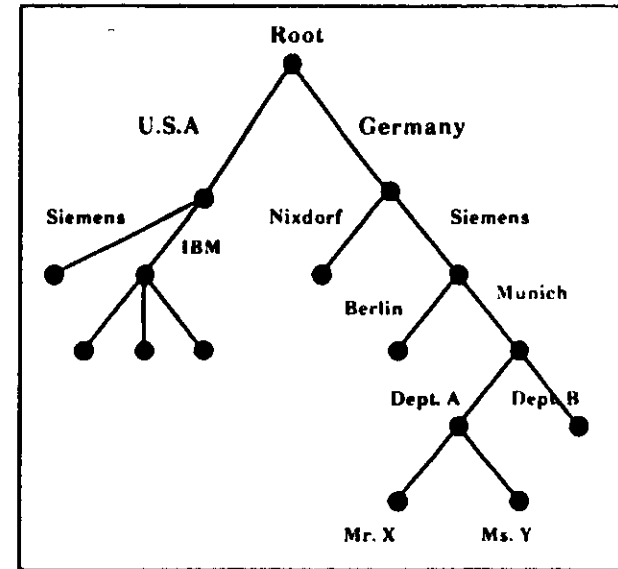 Root
U.S.A Germany
Siemens Nixdorf Siemens
IBM
Berlin Munich
Dept. A Dept. B
Mr. X Ms. Y